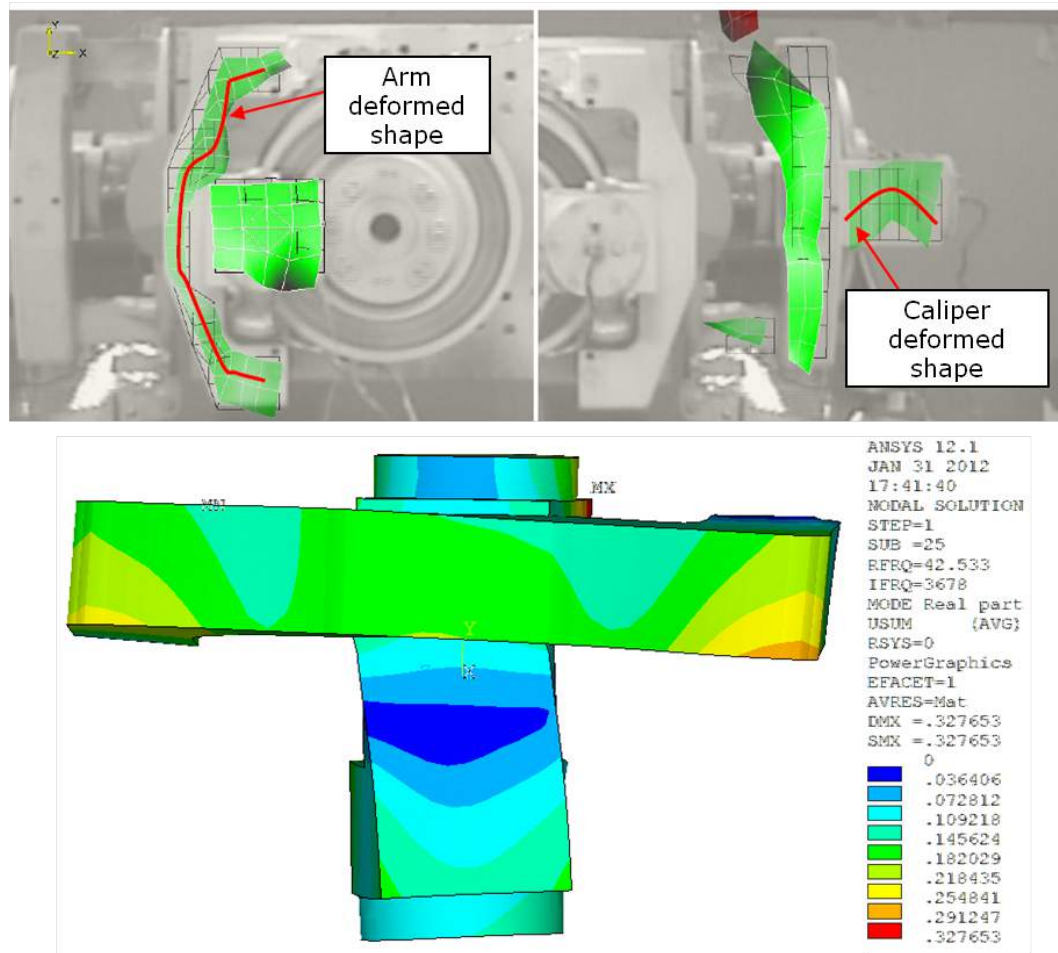 Y
Z X
Arm
deformed
shape
Caliper
deformed
shape
ANSYS 12.1
JAN 31 2012
17:41:40
NODAL SOLUTION
STEP=1
SUB =25
RFRQ=42.533
IFRQ=3678
MODE Real part
USUM (AVG)
RSYS=0
PowerGraphics
EFACET=1
AVRES=Mat
DMX =.327653
SMX =.327653
0
.036406
.072812
.109218
.145624
.182029
.218435
.254841
.291247
.327653
MN
MX
Y
X